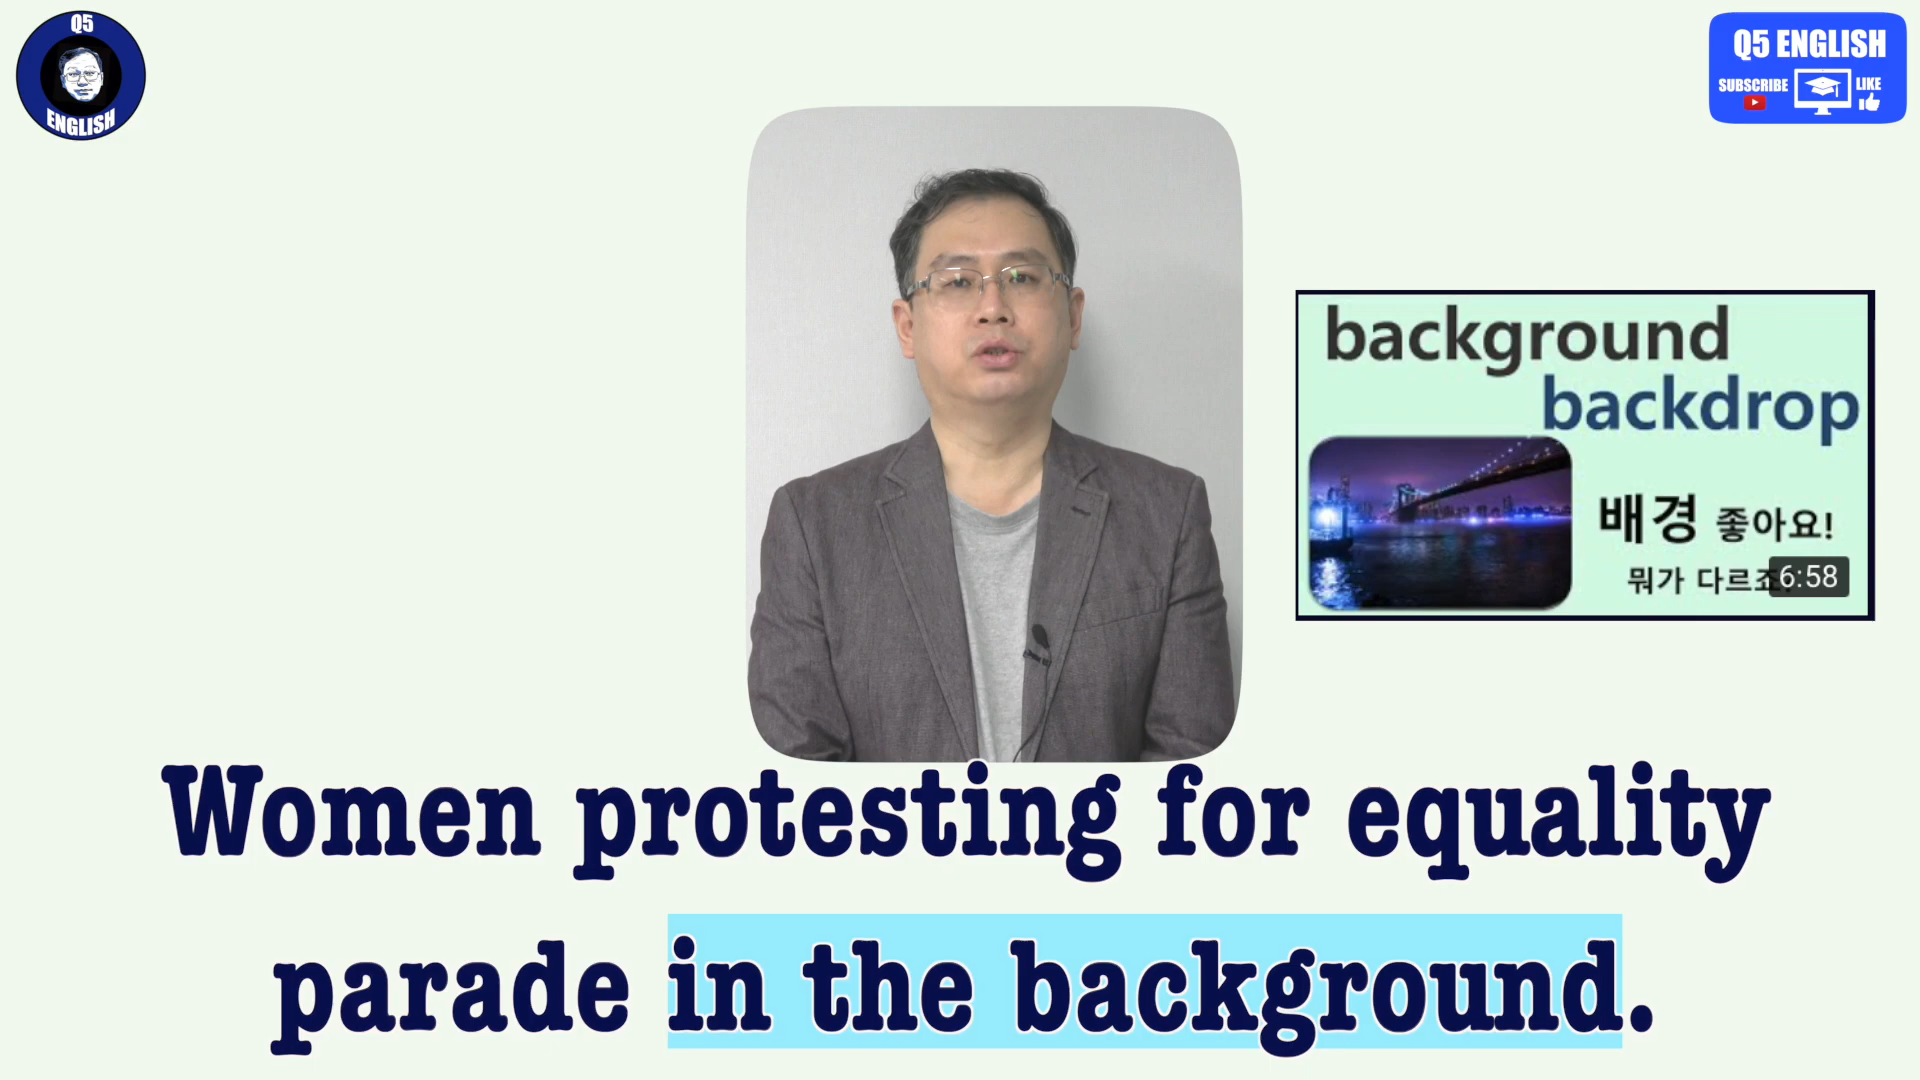 Q5
ENGLISH
Q5 ENGLISH
SUBSCRIBE
LIKE
background
backdrop
배경 좋아요!
뭐가 다르죠
6:58
Women protesting for equality
parade in the background.